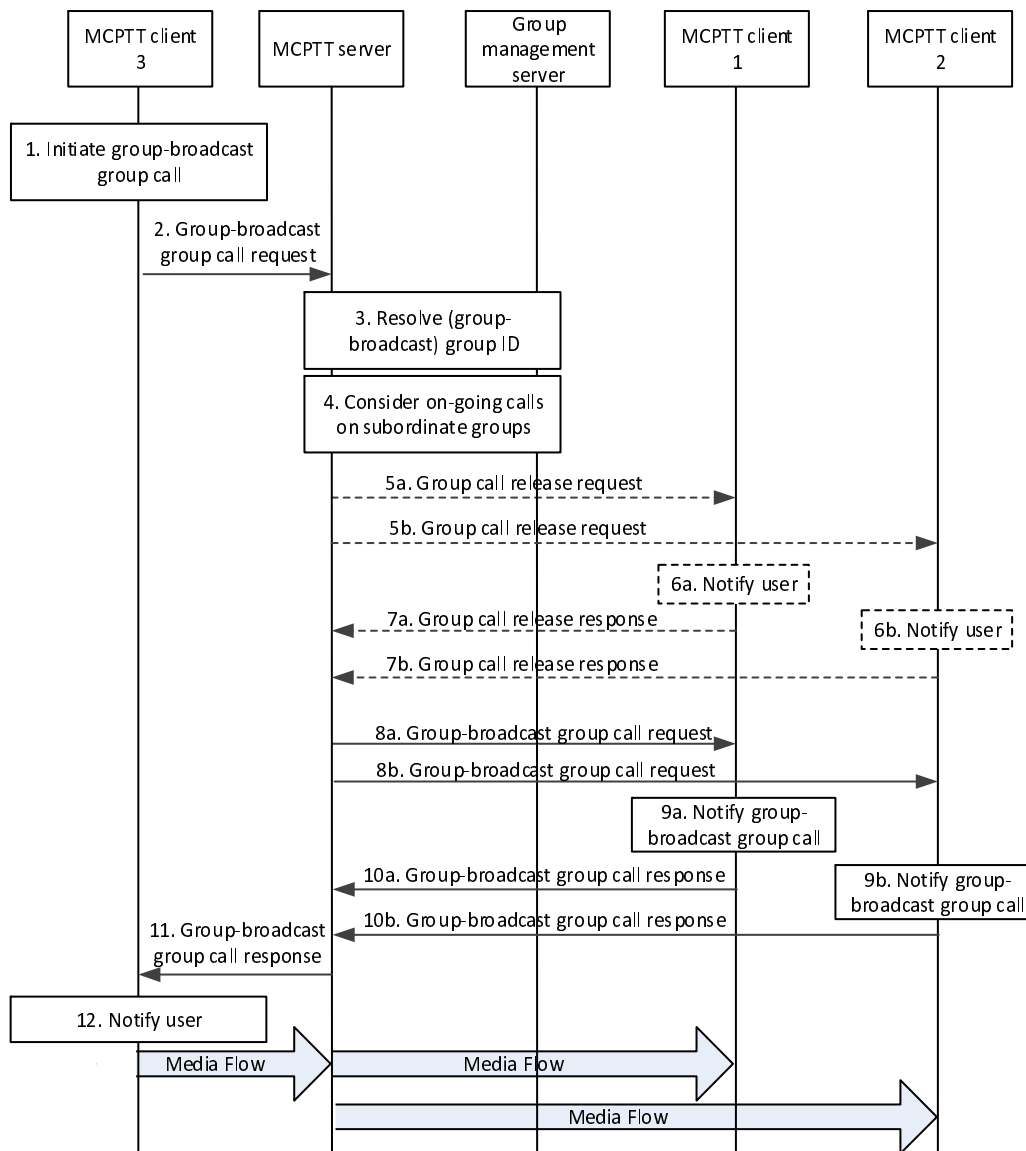 MCPTT client
3
MCPTT server
Group
management
server
MCPTT client
1
MCPTT client
2
1. Initiate group-broadcast
group call
2. Group-broadcast
group call request
3. Resolve (group-
broadcast) group ID
4. Consider on-going calls
on subordinate groups
5a. Group call release request
5b. Group call release request
6a. Notify user
7a. Group call release response
6b. Notify user
7b. Group call release response
8a. Group-broadcast group call request
8b. Group-broadcast group call request
9a. Notify group-
broadcast group call
10a. Group-broadcast group call response
9b. Notify group-
broadcast group call
10b. Group-broadcast group call response
11. Group-broadcast
group call response
12. Notify user
Media Flow
Media Flow
Media Flow